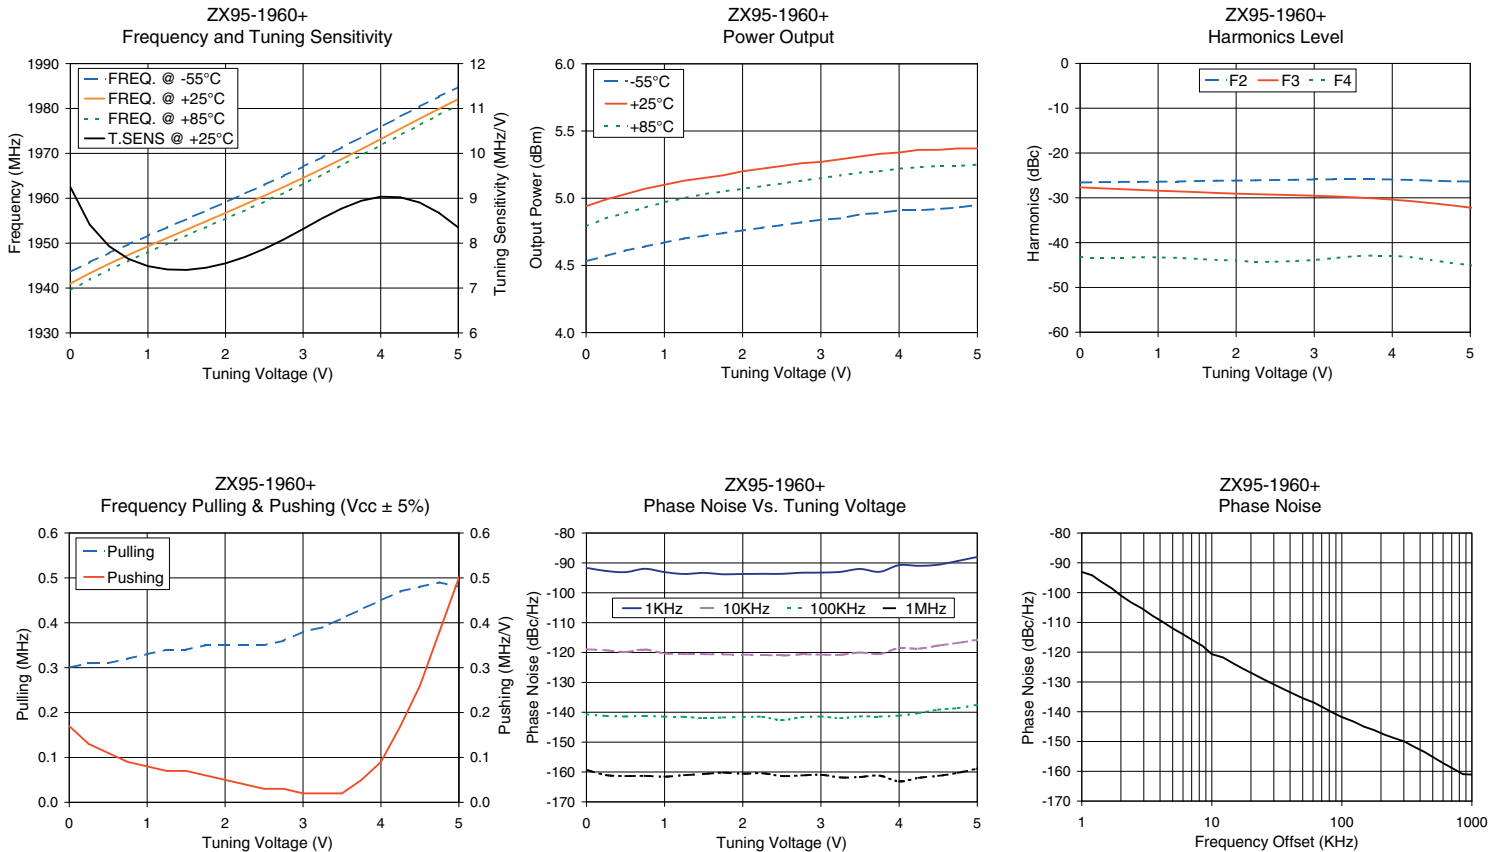 ZX95-1960+
Frequency and Tuning Sensitivity
1990
1980
1970
1960
1950
1940
1930
Frequency (MHz)
FREQ. @ -55°C
FREQ. @ +25°C
FREQ. @ +85°C
T.SENS @ +25°C
12
11
10
9
8
7
6
Tuning Sensitivity (MHz/V)
0 1 2 3 4 5
Tuning Voltage (V)
ZX95-1960+
Power Output
6.0
5.5
5.0
4.5
4.0
Output Power (dBm)
-55°C
+25°C
+85°C
0 1 2 3 4 5
Tuning Voltage (V)
ZX95-1960+
Harmonics Level
0
-10
-20
-30
-40
-50
-60
Harmonics (dBc)
F2 F3 F4
0 1 2 3 4 5
Tuning Voltage (V)
ZX95-1960+
Frequency Pulling & Pushing (Vcc ± 5%)
0.6
0.5
0.4
0.3
0.2
0.1
0.0
Pulling (MHz)
Pulling
Pushing
0.6
0.5
0.4
0.3
0.2
0.1
0.0
Pushing (MHz/V)
0 1 2 3 4 5
Tuning Voltage (V)
ZX95-1960+
Phase Noise Vs. Tuning Voltage
-80
-90
-100
-110
-120
-130
-140
-150
-160
-170
Phase Noise (dBc/Hz)
1KHz 10KHz 100KHz 1MHz
0 1 2 3 4 5
Tuning Voltage (V)
ZX95-1960+
Phase Noise
-80
-90
-100
-110
-120
-130
-140
-150
-160
-170
Phase Noise (dBc/Hz)
1 10 100 1000
Frequency Offset (KHz)